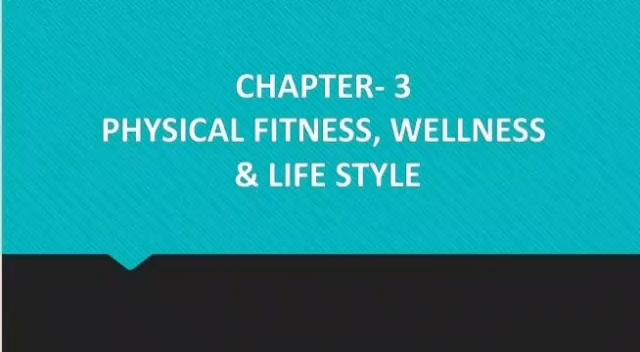 CHAPTER- 3
PHYSICAL FITNESS, WELLNESS
& LIFE STYLE